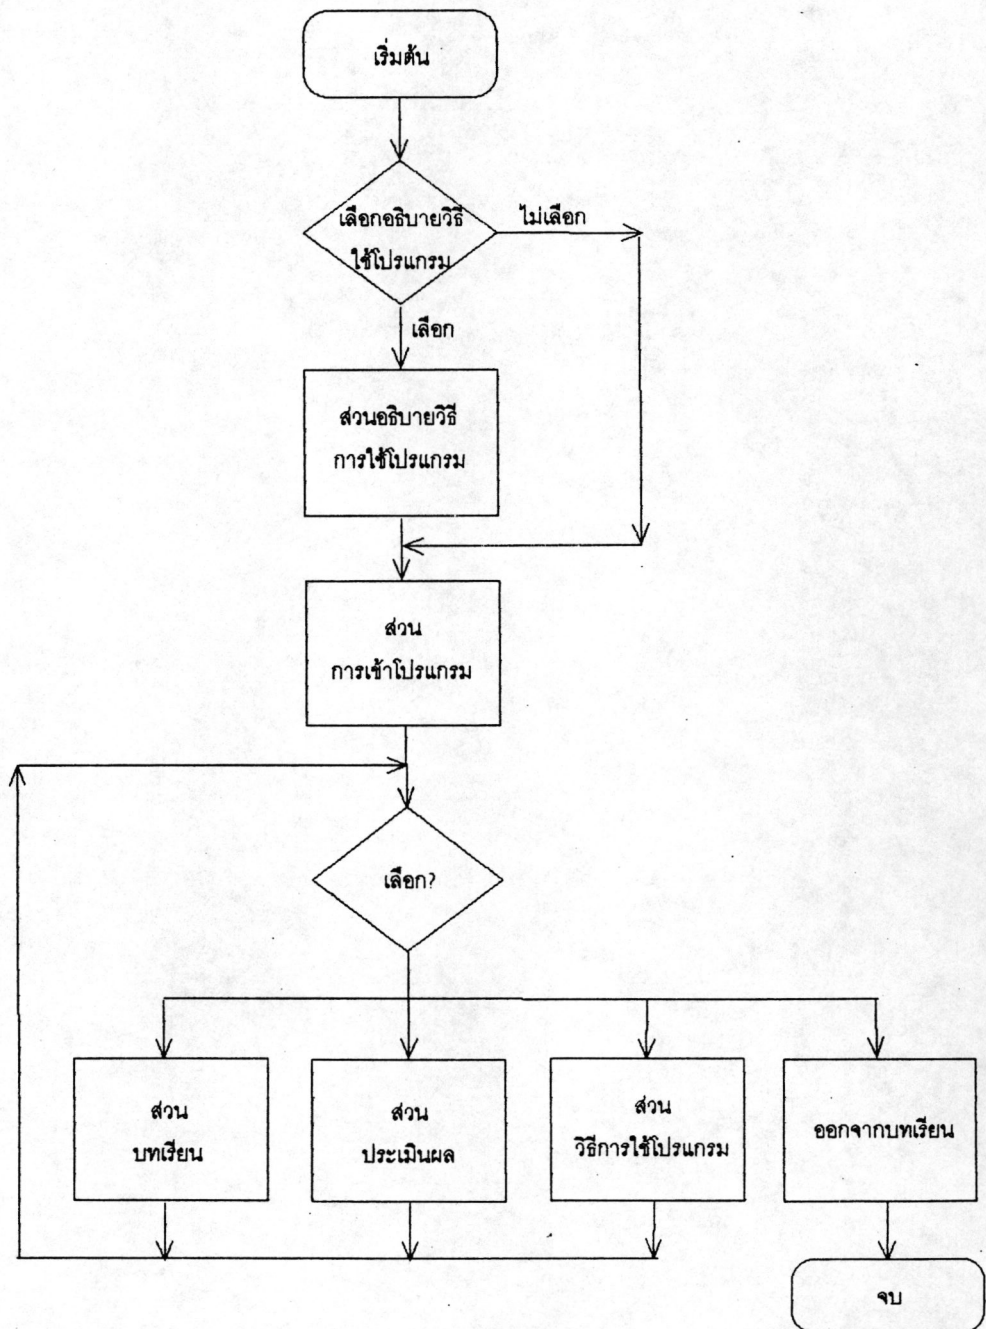 เริ่มต้น
เลือกอธิบายวิธี
ใช้โปรแกรม
ไม่เลือก
เลือก
ส่วนอธิบายวิธี
การใช้โปรแกรม
ส่วน
การเข้าโปรแกรม
เลือก?
ส่วน
บทเรียน
ส่วน
ประเมินผล
ส่วน
วิธีการใช้โปรแกรม
ออกจากบทเรียน
จบ